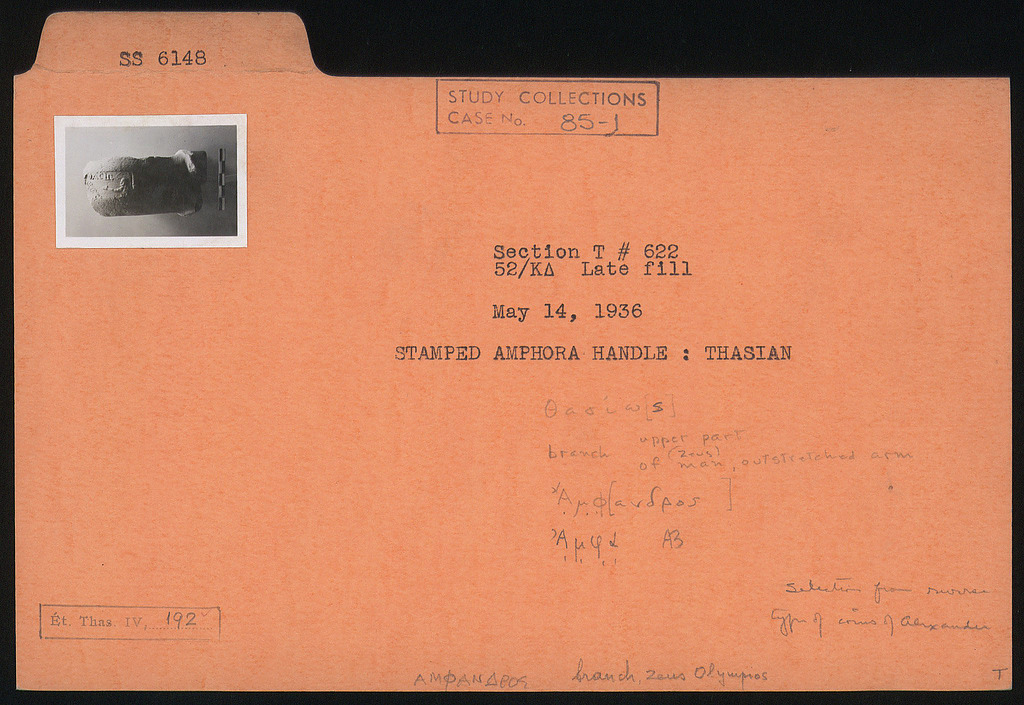 SS 6148
STUDY COLLECTIONS
CASE No. 85-1
Section T # 622
52/ΚΔ Late fill
May 14, 1936
STAMPED AMPHORA HANDLE : THASIAN
Θασίω[s]
branch upper part
(Zeus)
of man, outstretched arm
Ἀμφ[ανδρος ]
Ἀμφα AB
Selection from reverse
type of coins of Alexander
Ét. Thas. IV, 192
ΑΜΦΑΝΔΡΟΣ branch, Zeus Olympios
T